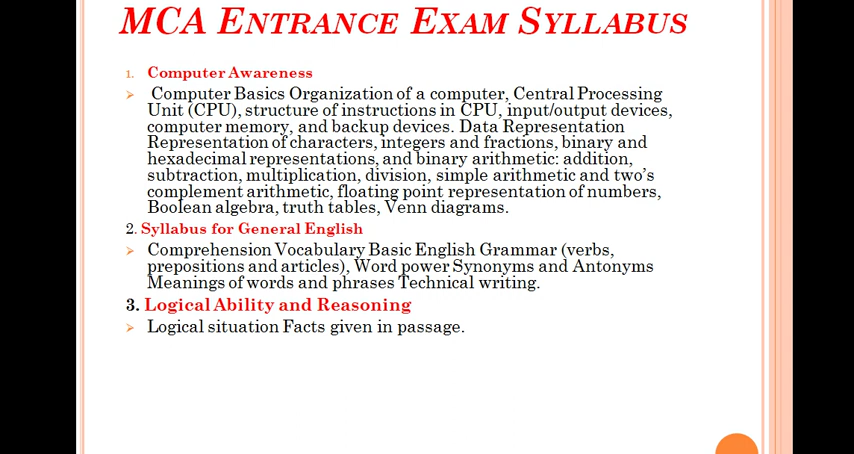 MCA ENTRANCE EXAM SYLLABUS
1. Computer Awareness
➢ Computer Basics Organization of a computer, Central Processing
Unit (CPU), structure of instructions in CPU, input/output devices,
computer memory, and backup devices. Data Representation
Representation of characters, integers and fractions, binary and
hexadecimal representations, and binary arithmetic: addition,
subtraction, multiplication, division, simple arithmetic and two's
complement arithmetic, floating point representation of numbers,
Boolean algebra, truth tables, Venn diagrams.
2. Syllabus for General English
➢ Comprehension Vocabulary Basic English Grammar (verbs,
prepositions and articles), Word power Synonyms and Antonyms
Meanings of words and phrases Technical writing.
3. Logical Ability and Reasoning
➢ Logical situation Facts given in passage.